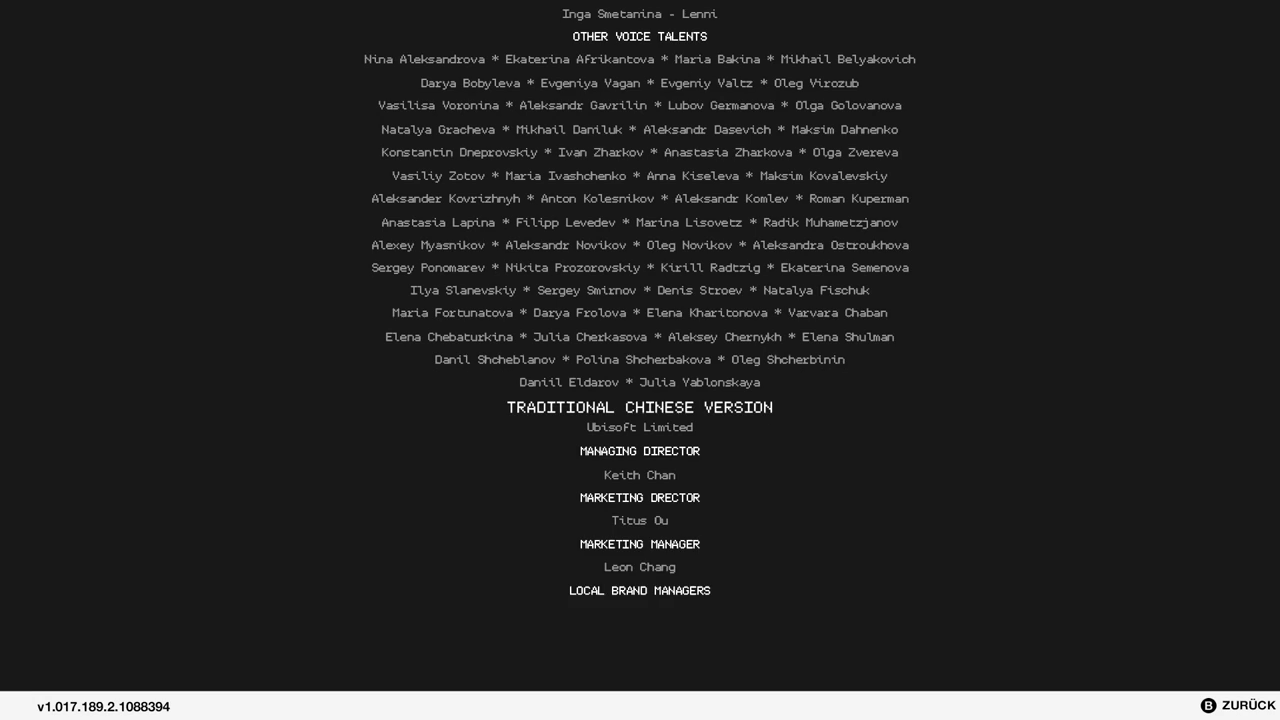 Inga Smetanina - Lenni
OTHER VOICE TALENTS
Nina Aleksandrova * Ekaterina Afrikantova * Maria Bakina * Mikhail Belyakovich
Darya Bobyleva * Evgeniya Vagan * Evgeniy Valtz * Oleg Virozub
Vasilisa Voronina * Aleksandr Gavrilin * Lubov Germanova * Olga Golovanova
Natalya Gracheva * Mikhail Daniluk * Aleksandr Dasevich * Maksim Dahnenko
Konstantin Dneprovskiy * Ivan Zharkov * Anastasia Zharkova * Olga Zvereva
Vasiliy Zotov * Maria Ivashchenko * Anna Kiseleva * Maksim Kovalevskiy
Aleksander Kovrizhnyh * Anton Kolesnikov * Aleksandr Komlev * Roman Kuperman
Anastasia Lapina * Filipp Levedev * Marina Lisovetz * Radik Muhametzjanov
Alexey Myasnikov * Aleksandr Novikov * Oleg Novikov * Aleksandra Ostroukhova
Sergey Ponomarev * Nikita Prozorovskiy * Kirill Radtzig * Ekaterina Semenova
Ilya Slanevskiy * Sergey Smirnov * Denis Stroev * Natalya Fischuk
Maria Fortunatova * Darya Frolova * Elena Kharitonova * Varvara Chaban
Elena Chebaturkina * Julia Cherkasova * Aleksey Chernykh * Elena Shulman
Danil Shcheblanov * Polina Shcherbakova * Oleg Shcherbinin
Daniil Eldarov * Julia Yablonskaya
TRADITIONAL CHINESE VERSION
Ubisoft Limited
MANAGING DIRECTOR
Keith Chan
MARKETING DRECTOR
Titus Ou
MARKETING MANAGER
Leon Chang
LOCAL BRAND MANAGERS
v1.017.189.2.1088394
B ZURÜCK